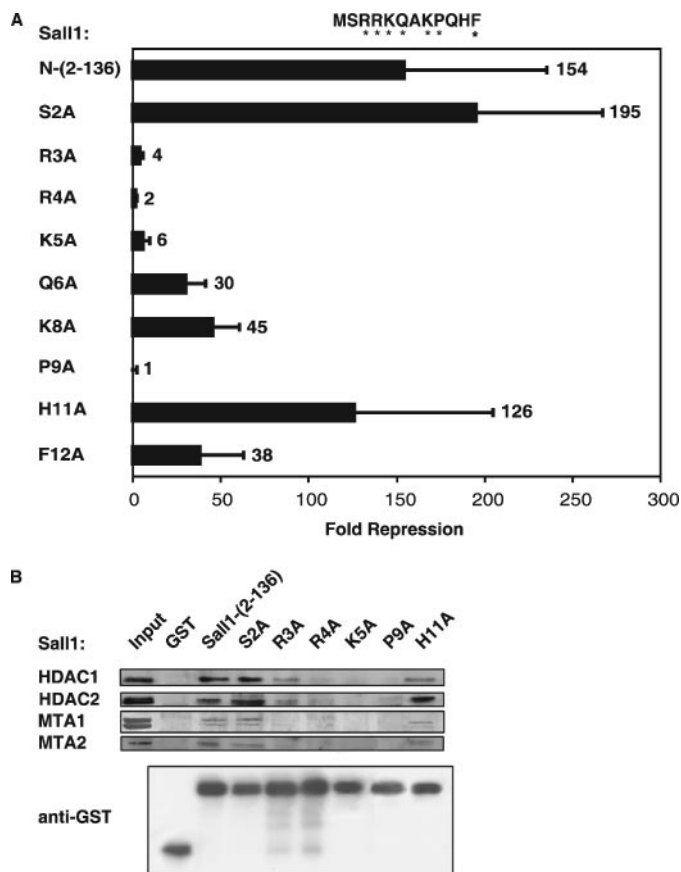 A
Sall1: MSRRKQAKPQHF
* * * * * * *
N-(2-136) 154
S2A 195
R3A 4
R4A 2
K5A 6
Q6A 30
K8A 45
P9A 1
H11A 126
F12A 38
0 50 100 150 200 250 300
Fold Repression
B
Sall1: Input GST Sall1-(2-136) S2A R3A R4A K5A P9A H11A
HDAC1
HDAC2
MTA1
MTA2
anti-GST